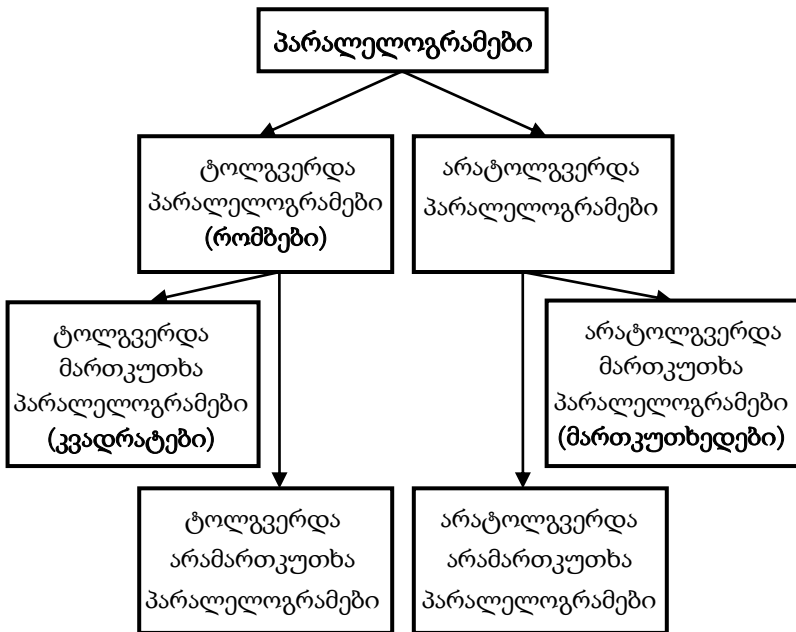 პარალელოგრამები
ტოლგვერდა
პარალელოგრამები
(რომბები)
არატოლგვერდა
პარალელოგრამები
ტოლგვერდა
მართკუთხა
პარალელოგრამები
(კვადრატები)
არატოლგვერდა
მართკუთხა
პარალელოგრამები
(მართკუთხედები)
ტოლგვერდა
არამართკუთხა
პარალელოგრამები
არატოლგვერდა
არამართკუთხა
პარალელოგრამები